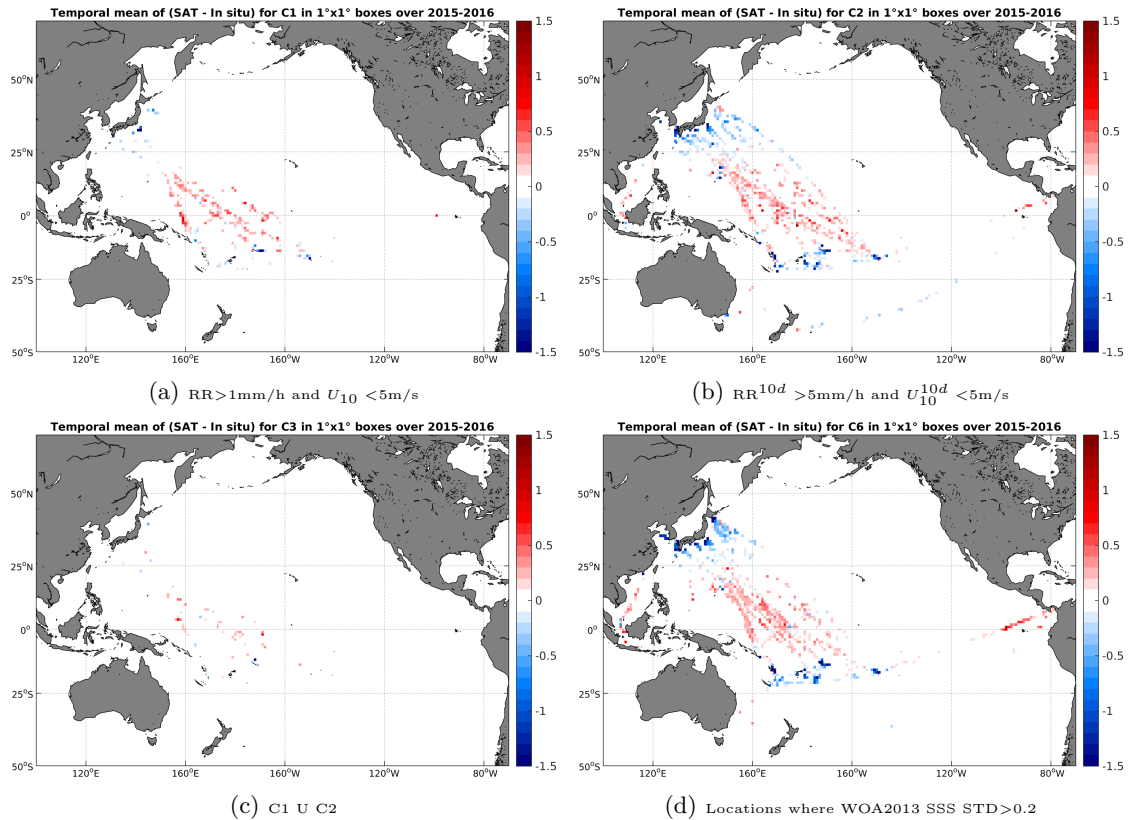 Temporal mean of (SAT - In situ) for C1 in 1°x1° boxes over 2015-2016
50°N
25°N
0°
25°S
50°S
120°E
160°E
160°W
120°W
80°W
1.5
1
0.5
0
-0.5
-1
-1.5
(a) RR>1mm/h and U10 <5m/s
Temporal mean of (SAT - In situ) for C2 in 1°x1° boxes over 2015-2016
50°N
25°N
0°
25°S
50°S
120°E
160°E
160°W
120°W
80°W
1.5
1
0.5
0
-0.5
-1
-1.5
(b) RR10d >5mm/h and U10d10 <5m/s
Temporal mean of (SAT - In situ) for C3 in 1°x1° boxes over 2015-2016
50°N
25°N
0°
25°S
50°S
120°E
160°E
160°W
120°W
80°W
1.5
1
0.5
0
-0.5
-1
-1.5
(c) C1 U C2
Temporal mean of (SAT - In situ) for C6 in 1°x1° boxes over 2015-2016
50°N
25°N
0°
25°S
50°S
120°E
160°E
160°W
120°W
80°W
1.5
1
0.5
0
-0.5
-1
-1.5
(d) Locations where WOA2013 SSS STD>0.2